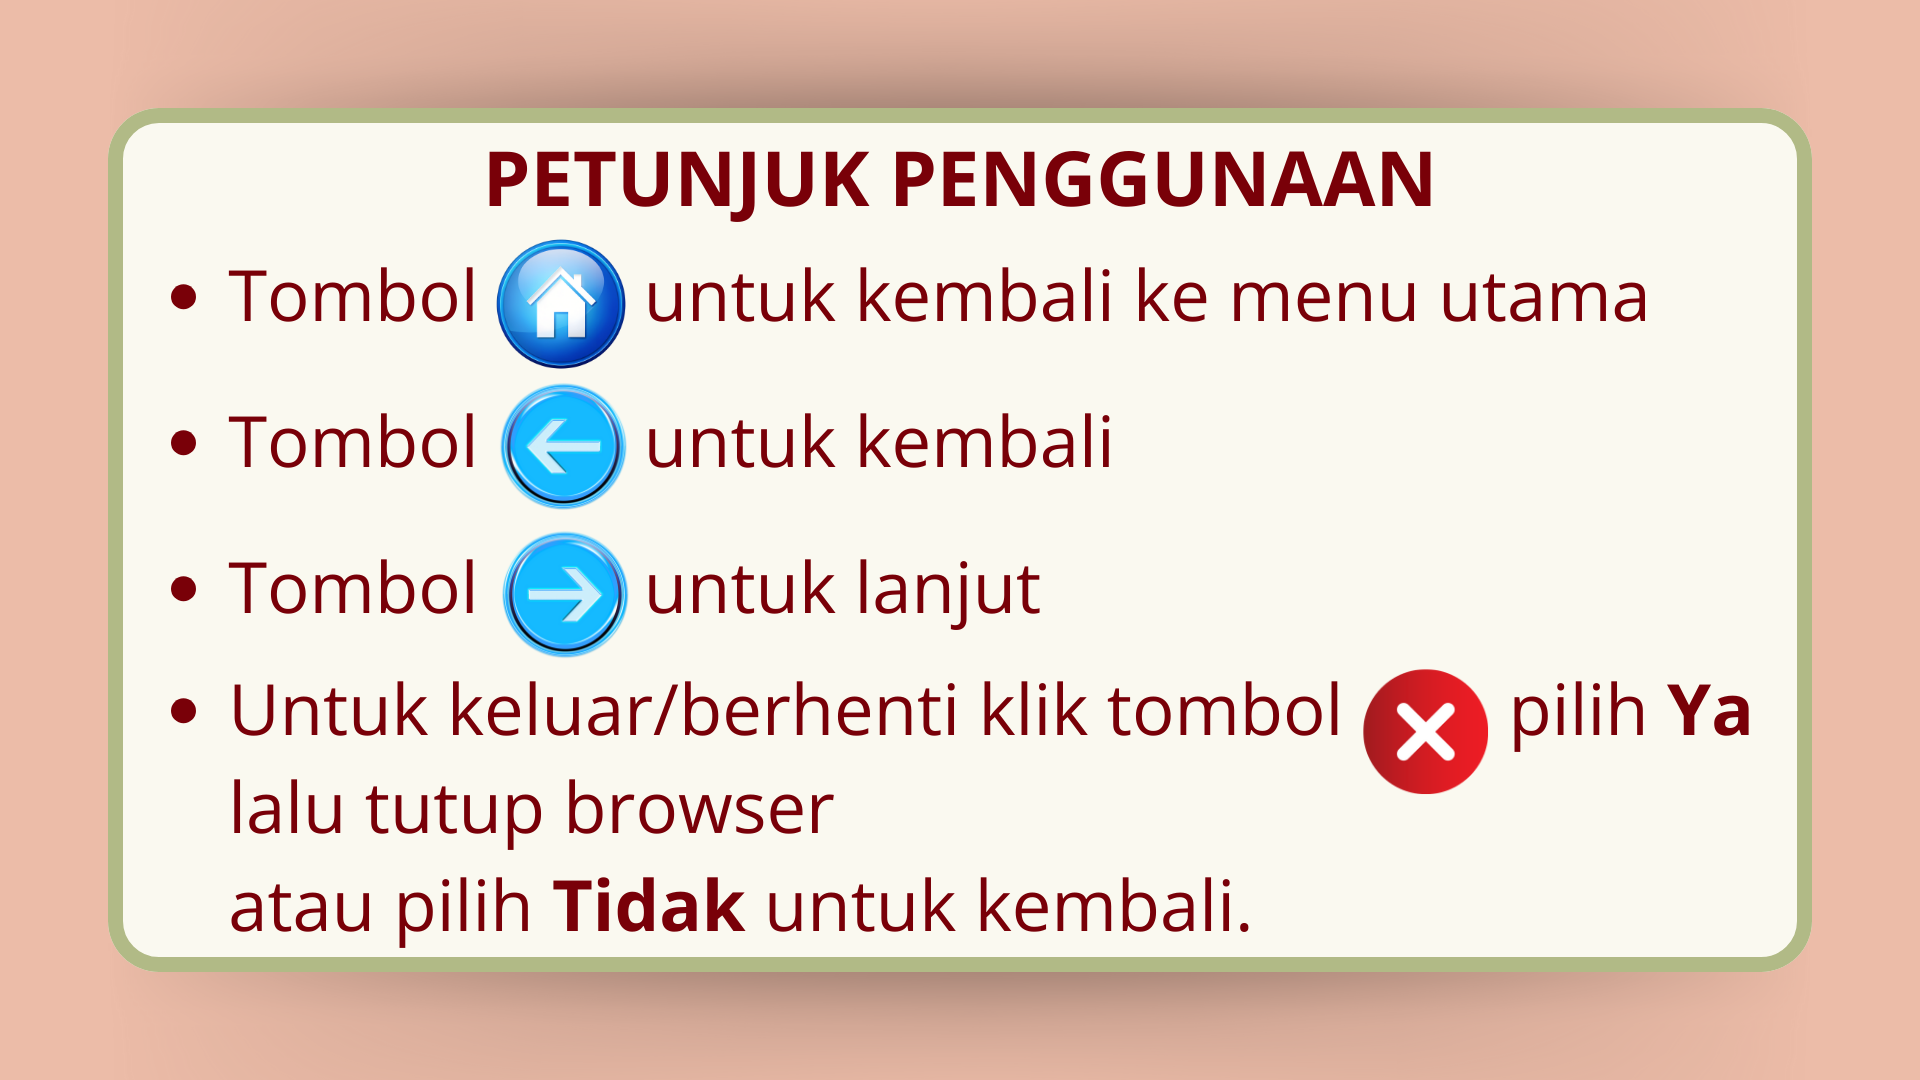 PETUNJUK PENGGUNAAN
• Tombol untuk kembali ke menu utama
• Tombol untuk kembali
• Tombol untuk lanjut
• Untuk keluar/berhenti klik tombol pilih Ya
lalu tutup browser
atau pilih Tidak untuk kembali.